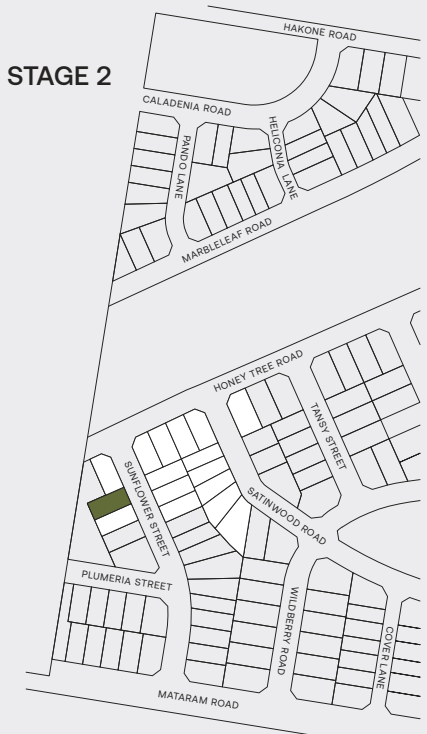 HAKONE ROAD
STAGE 2
CALADENIA ROAD
PANDO LANE
HELICONIA LANE
MARBLELEAF ROAD
HONEY TREE ROAD
TANSY STREET
SUNFLOWER STREET
SATINWOOD ROAD
PLUMERIA STREET
WILDBERRY ROAD
COVER LANE
MATARAM ROAD